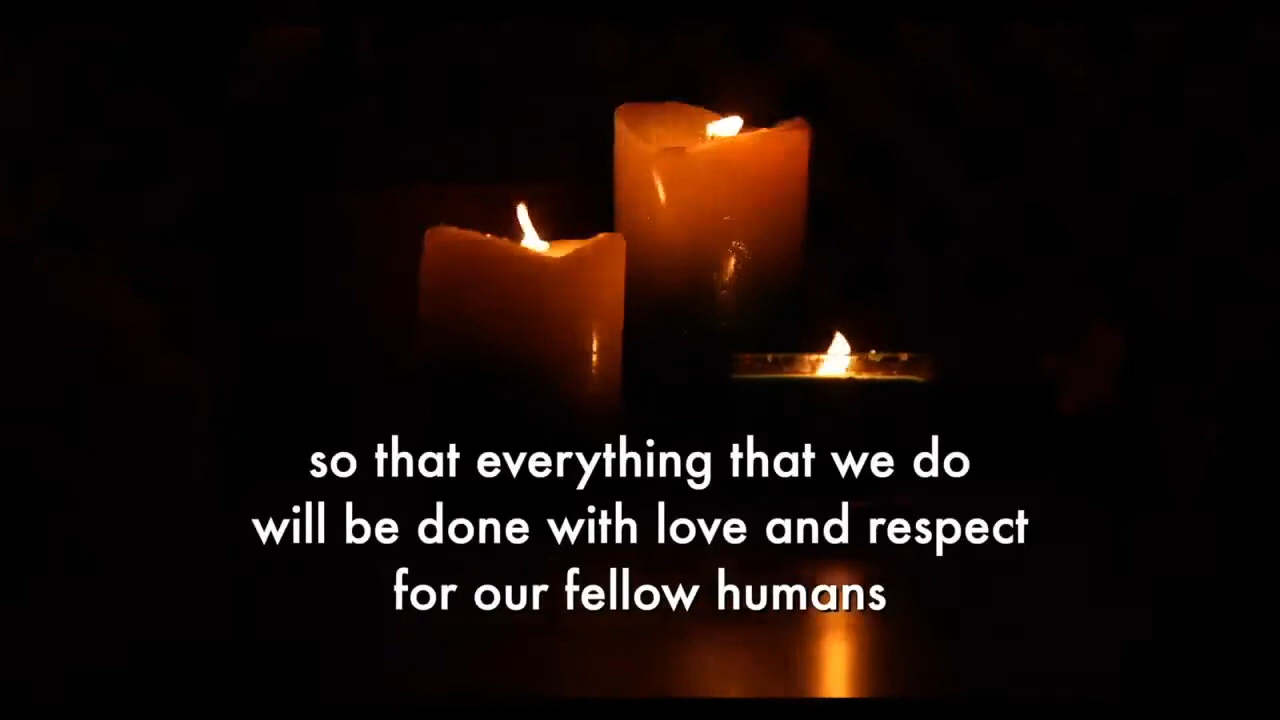 so that everything that we do
will be done with love and respect
for our fellow humans